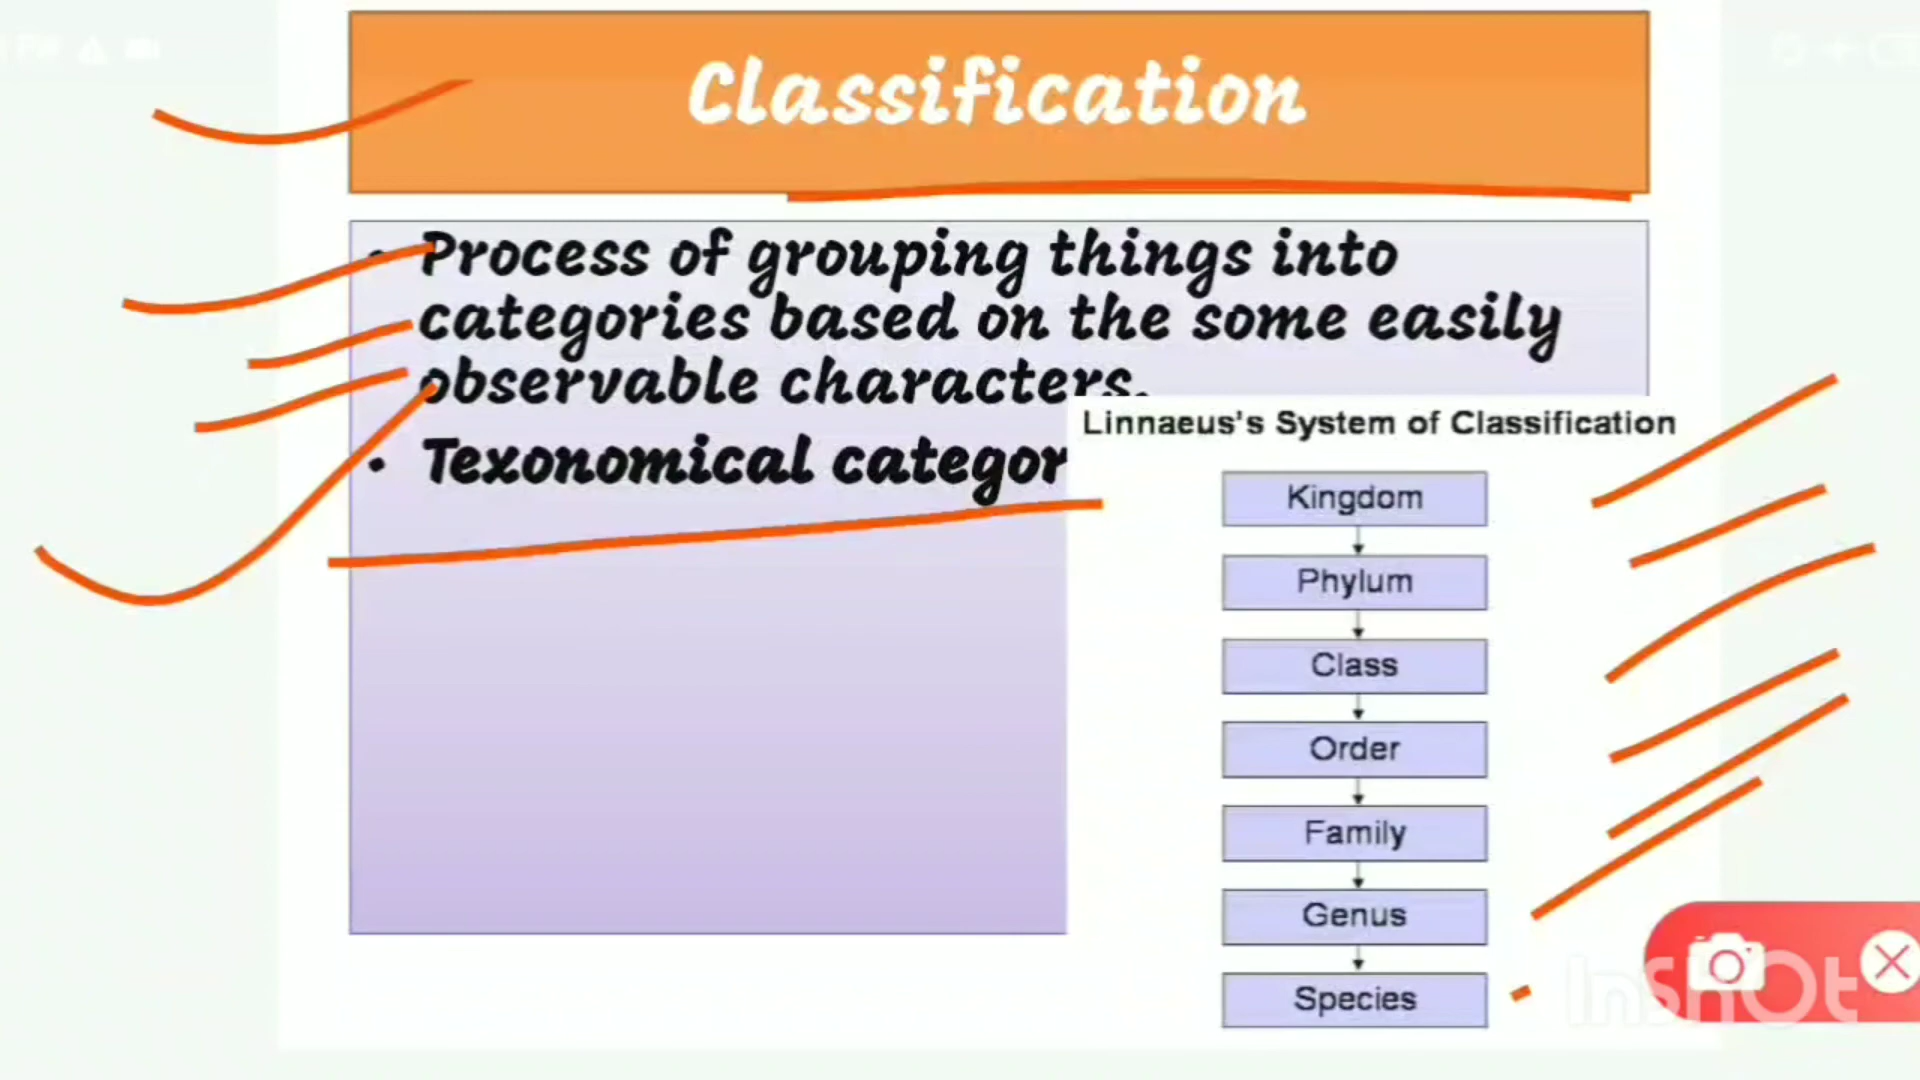 Classification
• Process of grouping things into
categories based on the some easily
observable characters.
• Texonomical categor
Linnaeus's System of Classification
Kingdom
Phylum
Class
Order
Family
Genus
Species
InShOt